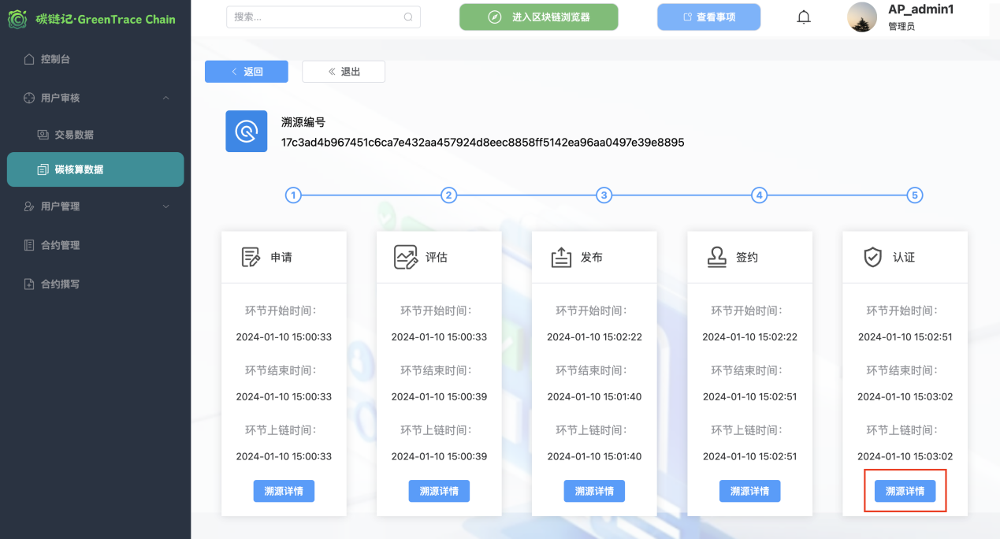 碳链记·GreenTrace Chain
搜索...
进入区块链浏览器
查看事项
AP_admin1
管理员
控制台
用户审核
交易数据
碳核算数据
用户管理
合约管理
合约撰写
返回
退出
溯源编号
17c3ad4b967451c6ca7e432aa457924d8eec8858ff5142ea96aa0497e39e8895
1 2 3 4 5
申请
环节开始时间：
2024-01-10 15:00:33
环节结束时间：
2024-01-10 15:00:33
环节上链时间：
2024-01-10 15:00:33
溯源详情
评估
环节开始时间：
2024-01-10 15:00:33
环节结束时间：
2024-01-10 15:00:39
环节上链时间：
2024-01-10 15:00:39
溯源详情
发布
环节开始时间：
2024-01-10 15:02:22
环节结束时间：
2024-01-10 15:01:40
环节上链时间：
2024-01-10 15:01:40
溯源详情
签约
环节开始时间：
2024-01-10 15:02:22
环节结束时间：
2024-01-10 15:02:51
环节上链时间：
2024-01-10 15:02:51
溯源详情
认证
环节开始时间：
2024-01-10 15:02:51
环节结束时间：
2024-01-10 15:03:02
环节上链时间：
2024-01-10 15:03:02
溯源详情